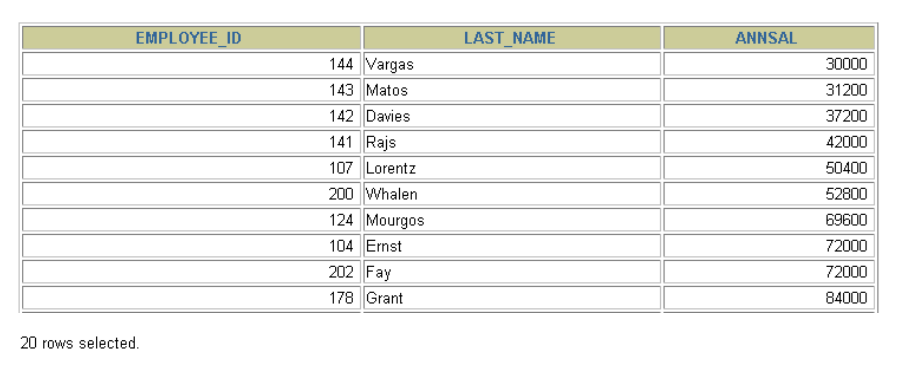 EMPLOYEE_ID LAST_NAME ANNSAL
144 Vargas 30000
143 Matos 31200
142 Davies 37200
141 Rajs 42000
107 Lorentz 50400
200 Whalen 52800
124 Mourgos 69600
104 Ernst 72000
202 Fay 72000
178 Grant 84000
20 rows selected.